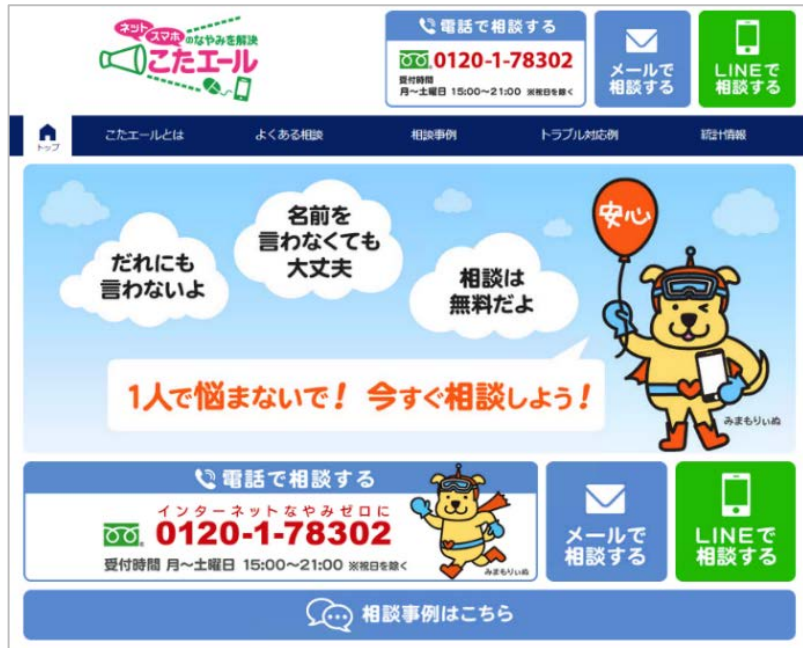 ネット
スマホのなやみを解決
こたエール
電話で相談する
0120-1-78302
受付時間
月〜土曜日 15:00〜21:00 ※祝日を除く
メールで
相談する
LINEで
相談する
トップ
こたエールとは
よくある相談
相談事例
トラブル対応例
統計情報
だれにも
言わないよ
名前を
言わなくても
大丈夫
相談は
無料だよ
安心
1人で悩まないで! 今すぐ相談しよう!
みまもりいぬ
電話で相談する
インターネットなやみゼロに
0120-1-78302
受付時間 月〜土曜日 15:00〜21:00 ※祝日を除く
みまもりいぬ
メールで
相談する
LINEで
相談する
相談事例はこちら